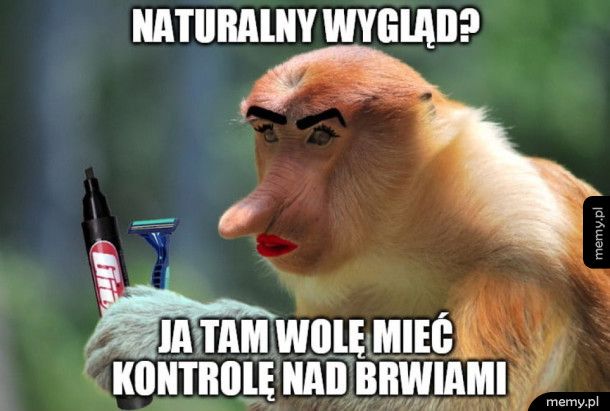 NATURALNY WYGLĄD?
JA TAM WOLĘ MIEĆ
KONTROLĘ NAD BRWIAMI
memy.pl
memy.pl